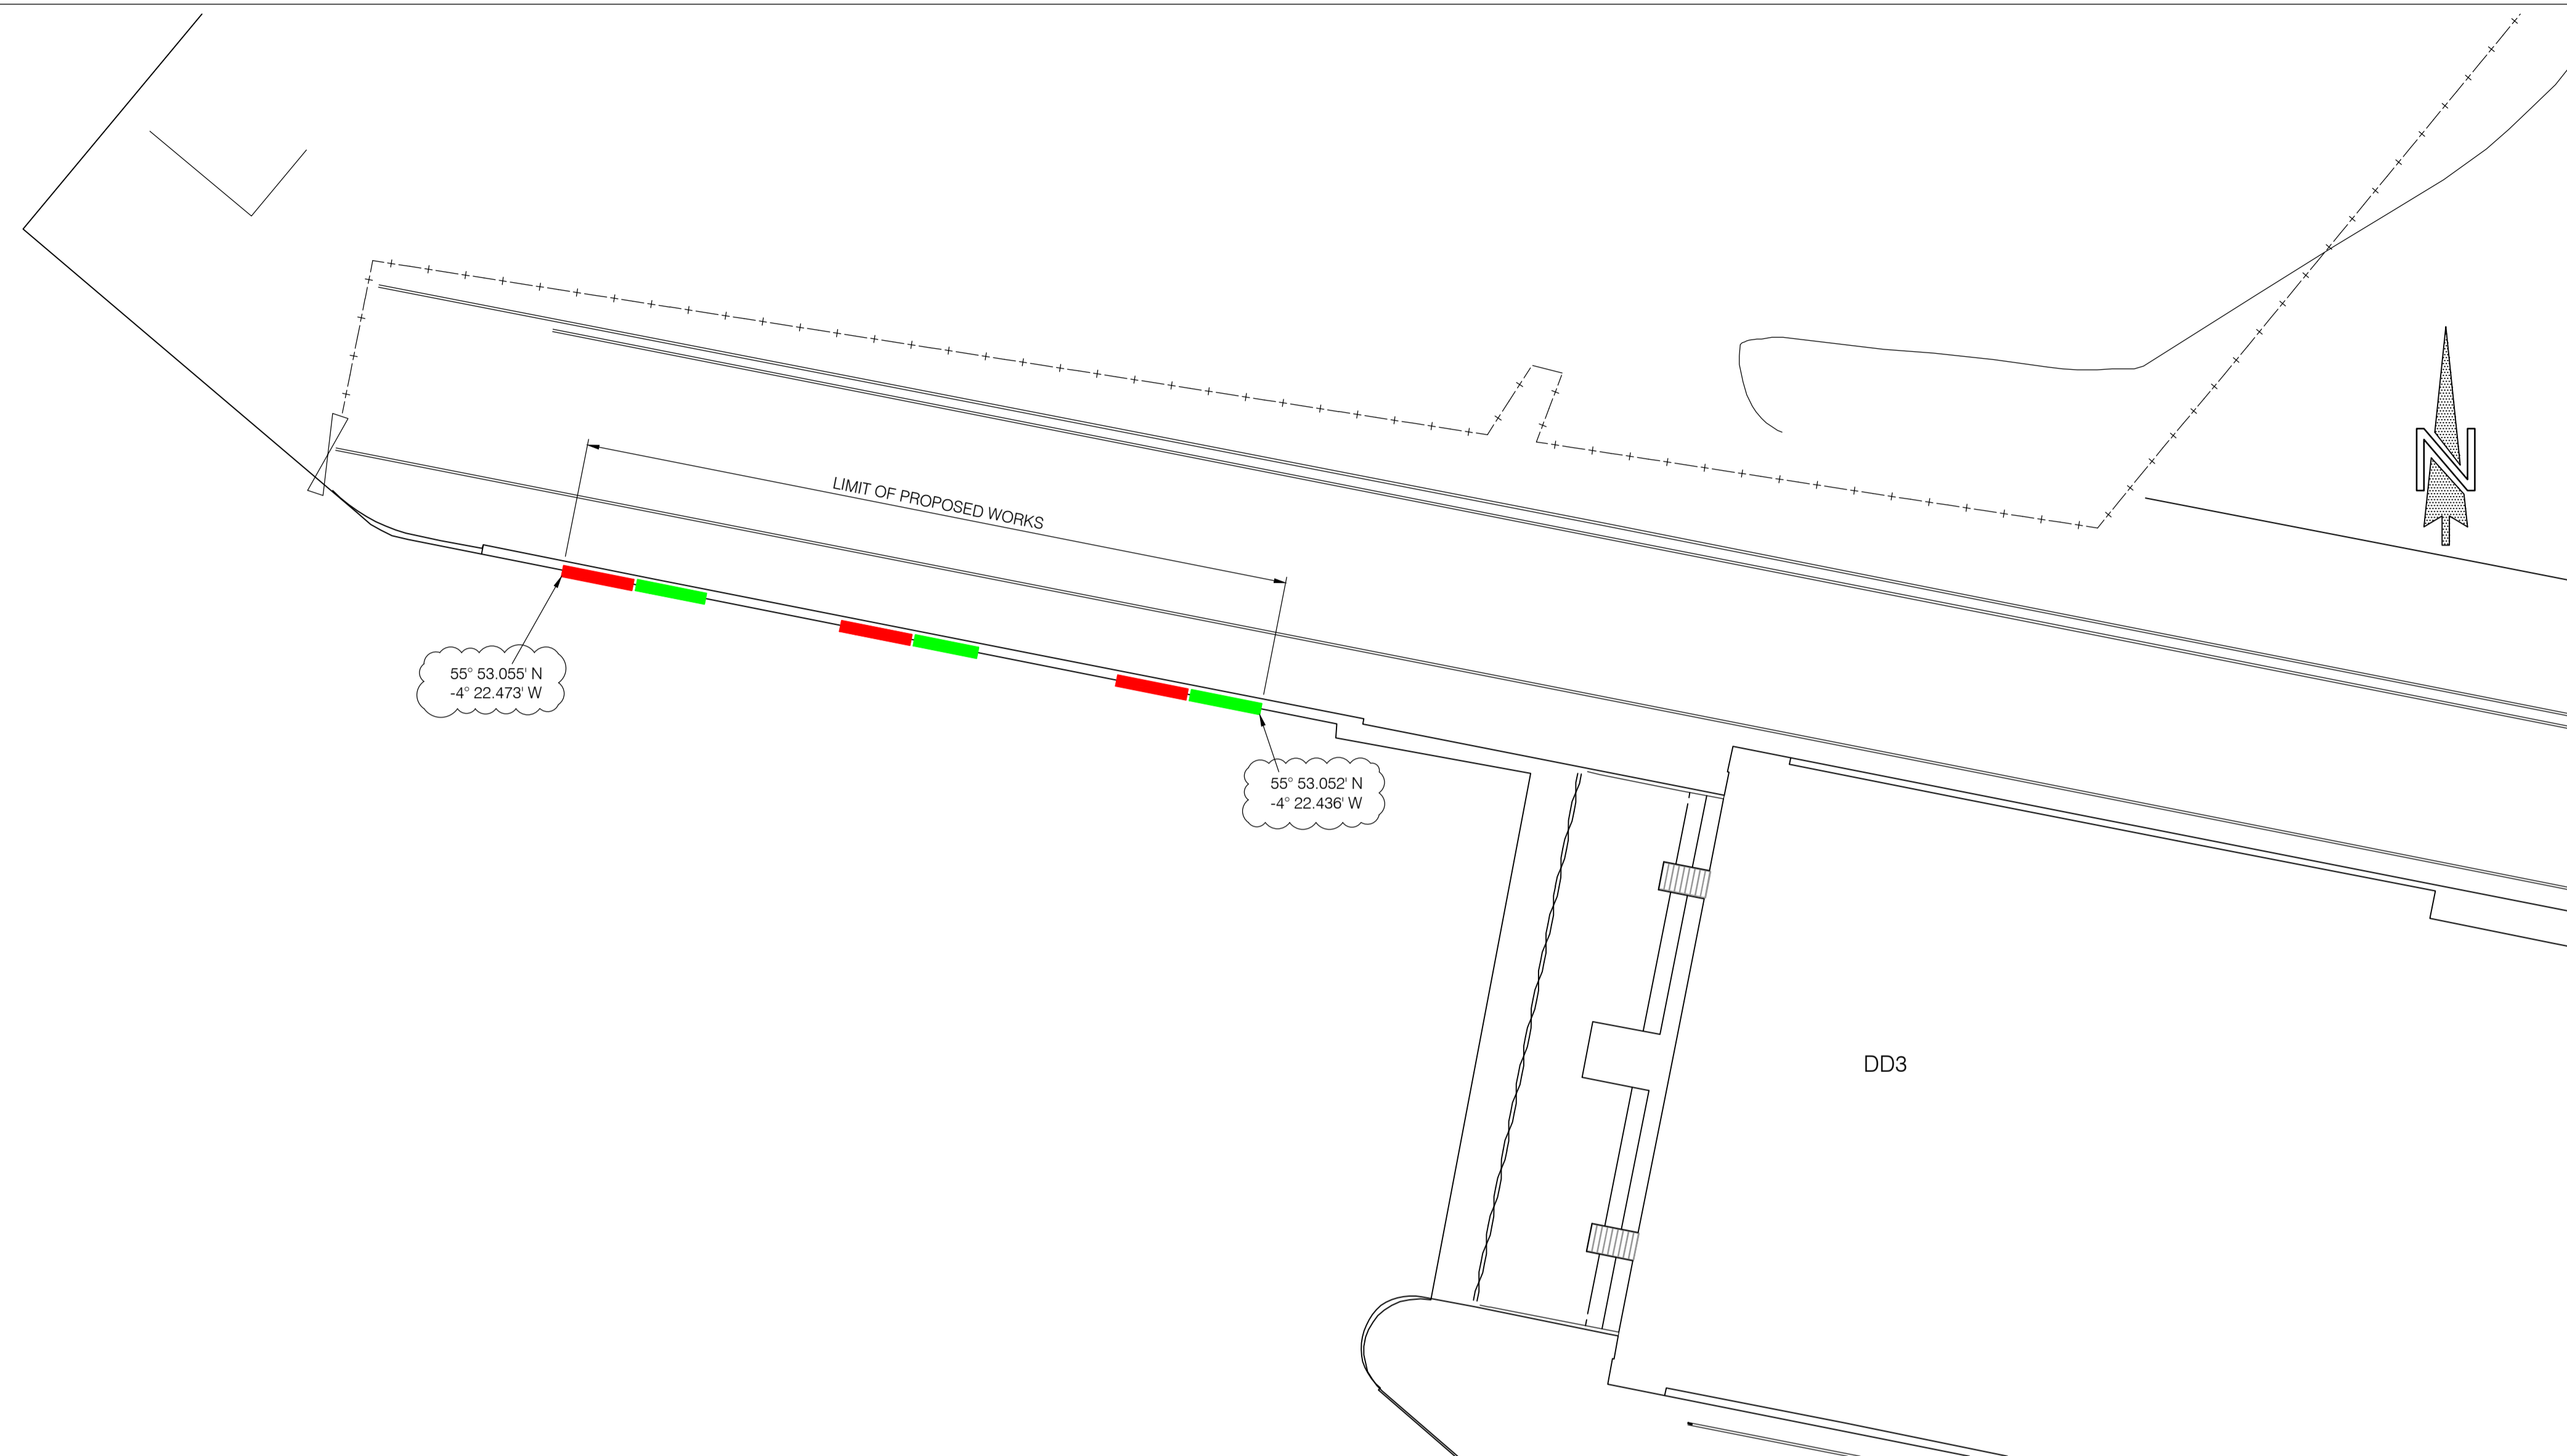 LIMIT OF PROPOSED WORKS
N
55° 53.055' N
-4° 22.473' W
55° 53.052' N
-4° 22.436' W
DD3